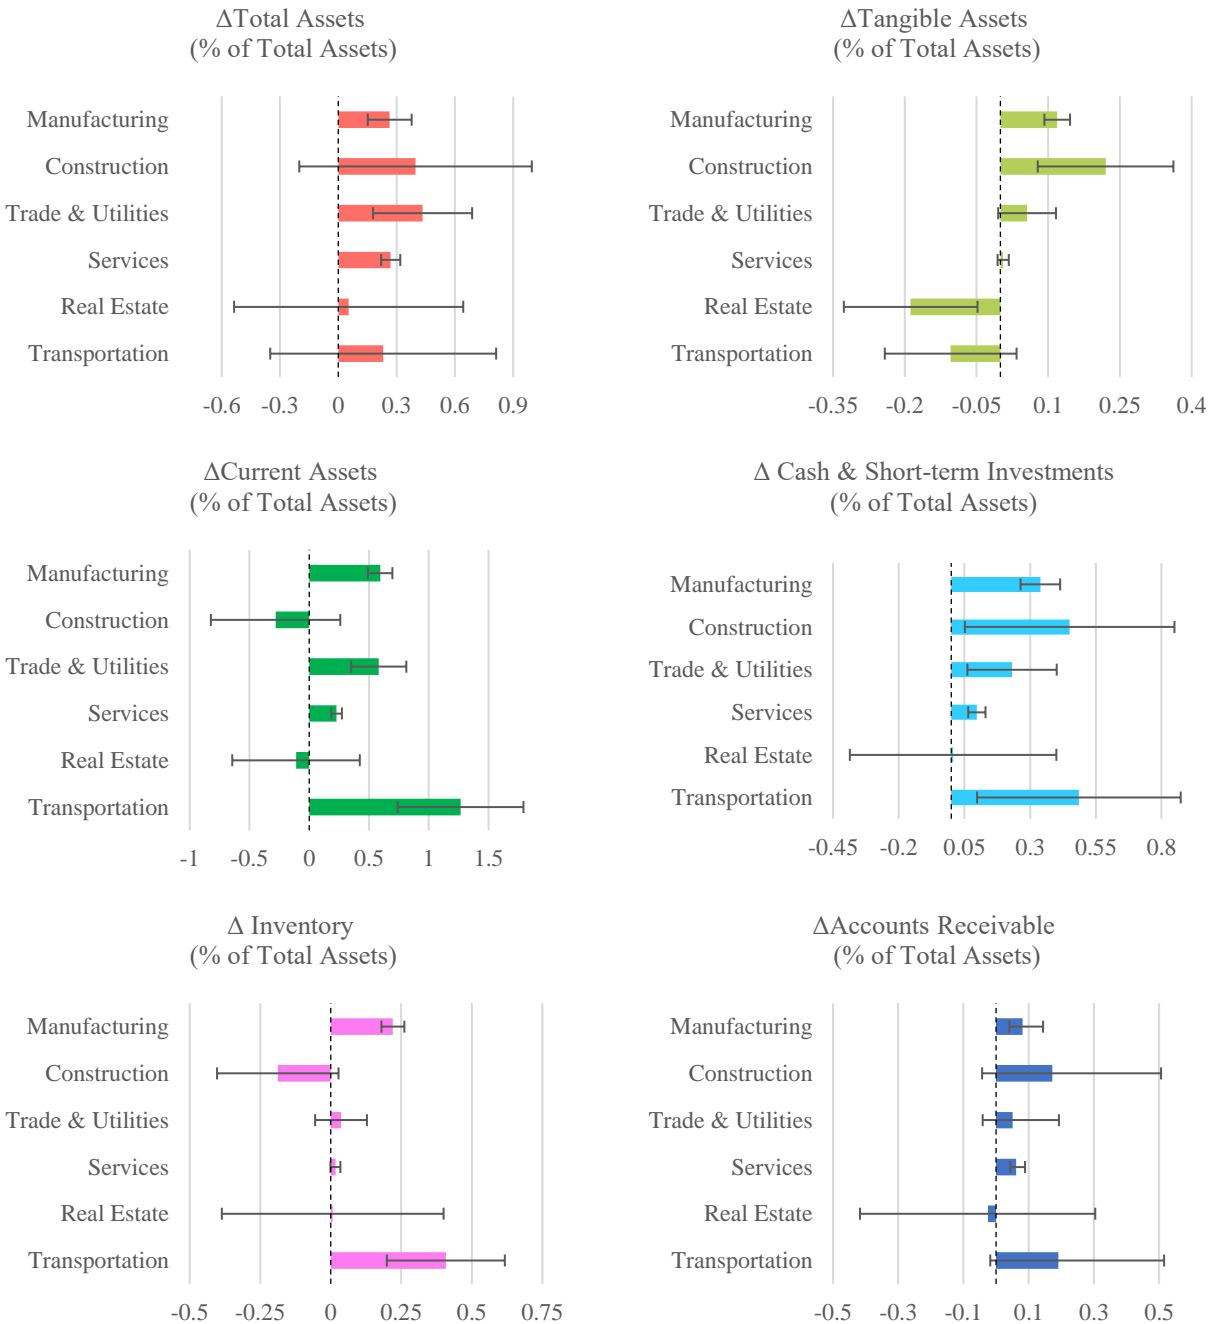 ΔTotal Assets
(% of Total Assets)
Manufacturing
Construction
Trade & Utilities
Services
Real Estate
Transportation
-0.6 -0.3 0 0.3 0.6 0.9
ΔTangible Assets
(% of Total Assets)
Manufacturing
Construction
Trade & Utilities
Services
Real Estate
Transportation
-0.35 -0.2 -0.05 0.1 0.25 0.4
ΔCurrent Assets
(% of Total Assets)
Manufacturing
Construction
Trade & Utilities
Services
Real Estate
Transportation
-1 -0.5 0 0.5 1 1.5
Δ Cash & Short-term Investments
(% of Total Assets)
Manufacturing
Construction
Trade & Utilities
Services
Real Estate
Transportation
-0.45 -0.2 0.05 0.3 0.55 0.8
Δ Inventory
(% of Total Assets)
Manufacturing
Construction
Trade & Utilities
Services
Real Estate
Transportation
-0.5 -0.25 0 0.25 0.5 0.75
ΔAccounts Receivable
(% of Total Assets)
Manufacturing
Construction
Trade & Utilities
Services
Real Estate
Transportation
-0.5 -0.3 -0.1 0.1 0.3 0.5